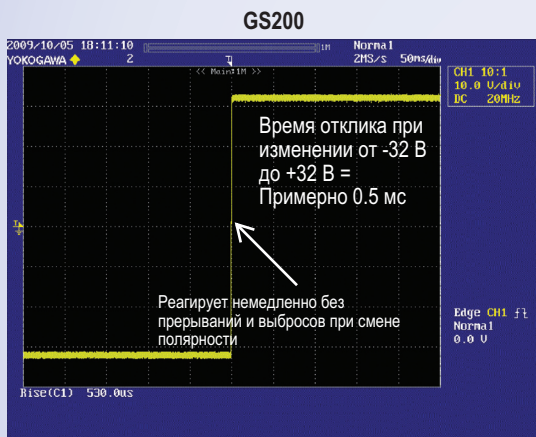 GS200
2009/10/05 18:11:10 1M Normal
YOKOGAWA 2 2MS/s 50ms/div
<< Main:1M >>
CH1 10:1
10.0 V/div
DC 20MHz
Время отклика при
изменении от -32 В
до +32 В =
Примерно 0.5 мс
Реагирует немедленно без
прерываний и выбросов при смене
полярности
Edge CH1
Normal
0.0 V
Rise(C1) 530.0us